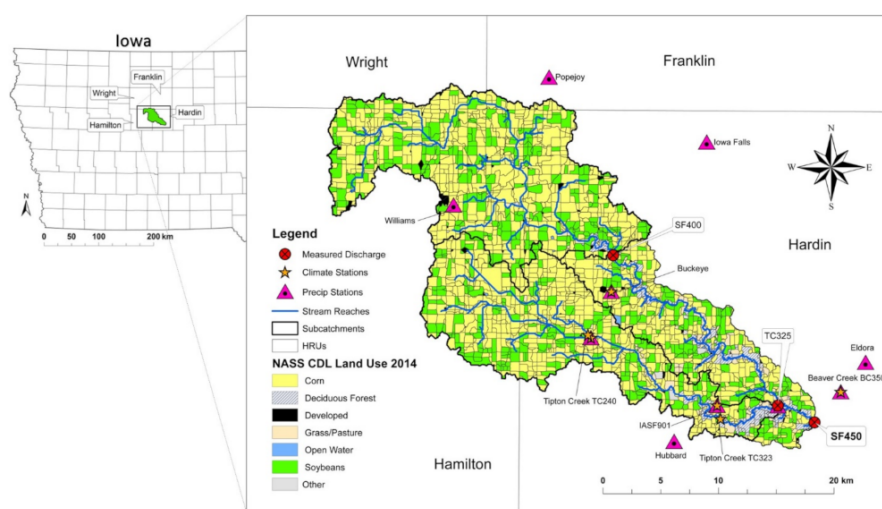 Iowa
Franklin
Wright
Hardin
Hamilton
N
0 50 100 200 km
Legend
Measured Discharge
Climate Stations
Precip Stations
Stream Reaches
Subcatchments
HRUs
NASS CDL Land Use 2014
Corn
Deciduous Forest
Developed
Grass/Pasture
Open Water
Soybeans
Other
Wright
Franklin
Popejoy
Iowa Falls
N
W E
S
Williams
SF400
Hardin
Buckeye
TC325
Eldora
Beaver Creek BC35
Tipton Creek TC240
IASF901
SF450
Tipton Creek TC323
Hubbard
Hamilton
0 10 20 km